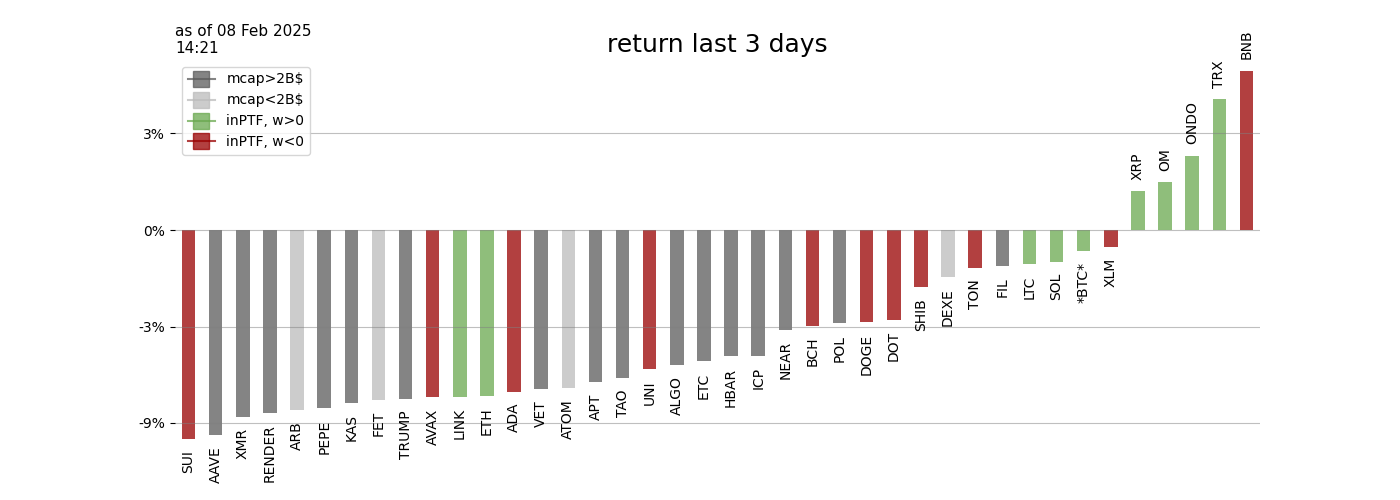 as of 08 Feb 2025
14:21
return last 3 days
mcap>2B$
mcap<2B$
inPTF, w>0
inPTF, w<0
3%
0%
-3%
-9%
SUI
AAVE
XMR
RENDER
ARB
PEPE
KAS
FET
TRUMP
AVAX
LINK
ETH
ADA
VET
ATOM
APT
TAO
UNI
ALGO
ETC
HBAR
ICP
NEAR
BCH
POL
DOGE
DOT
SHIB
DEXE
TON
FIL
LTC
SOL
*BTC*
XLM
XRP
OM
ONDO
TRX
BNB